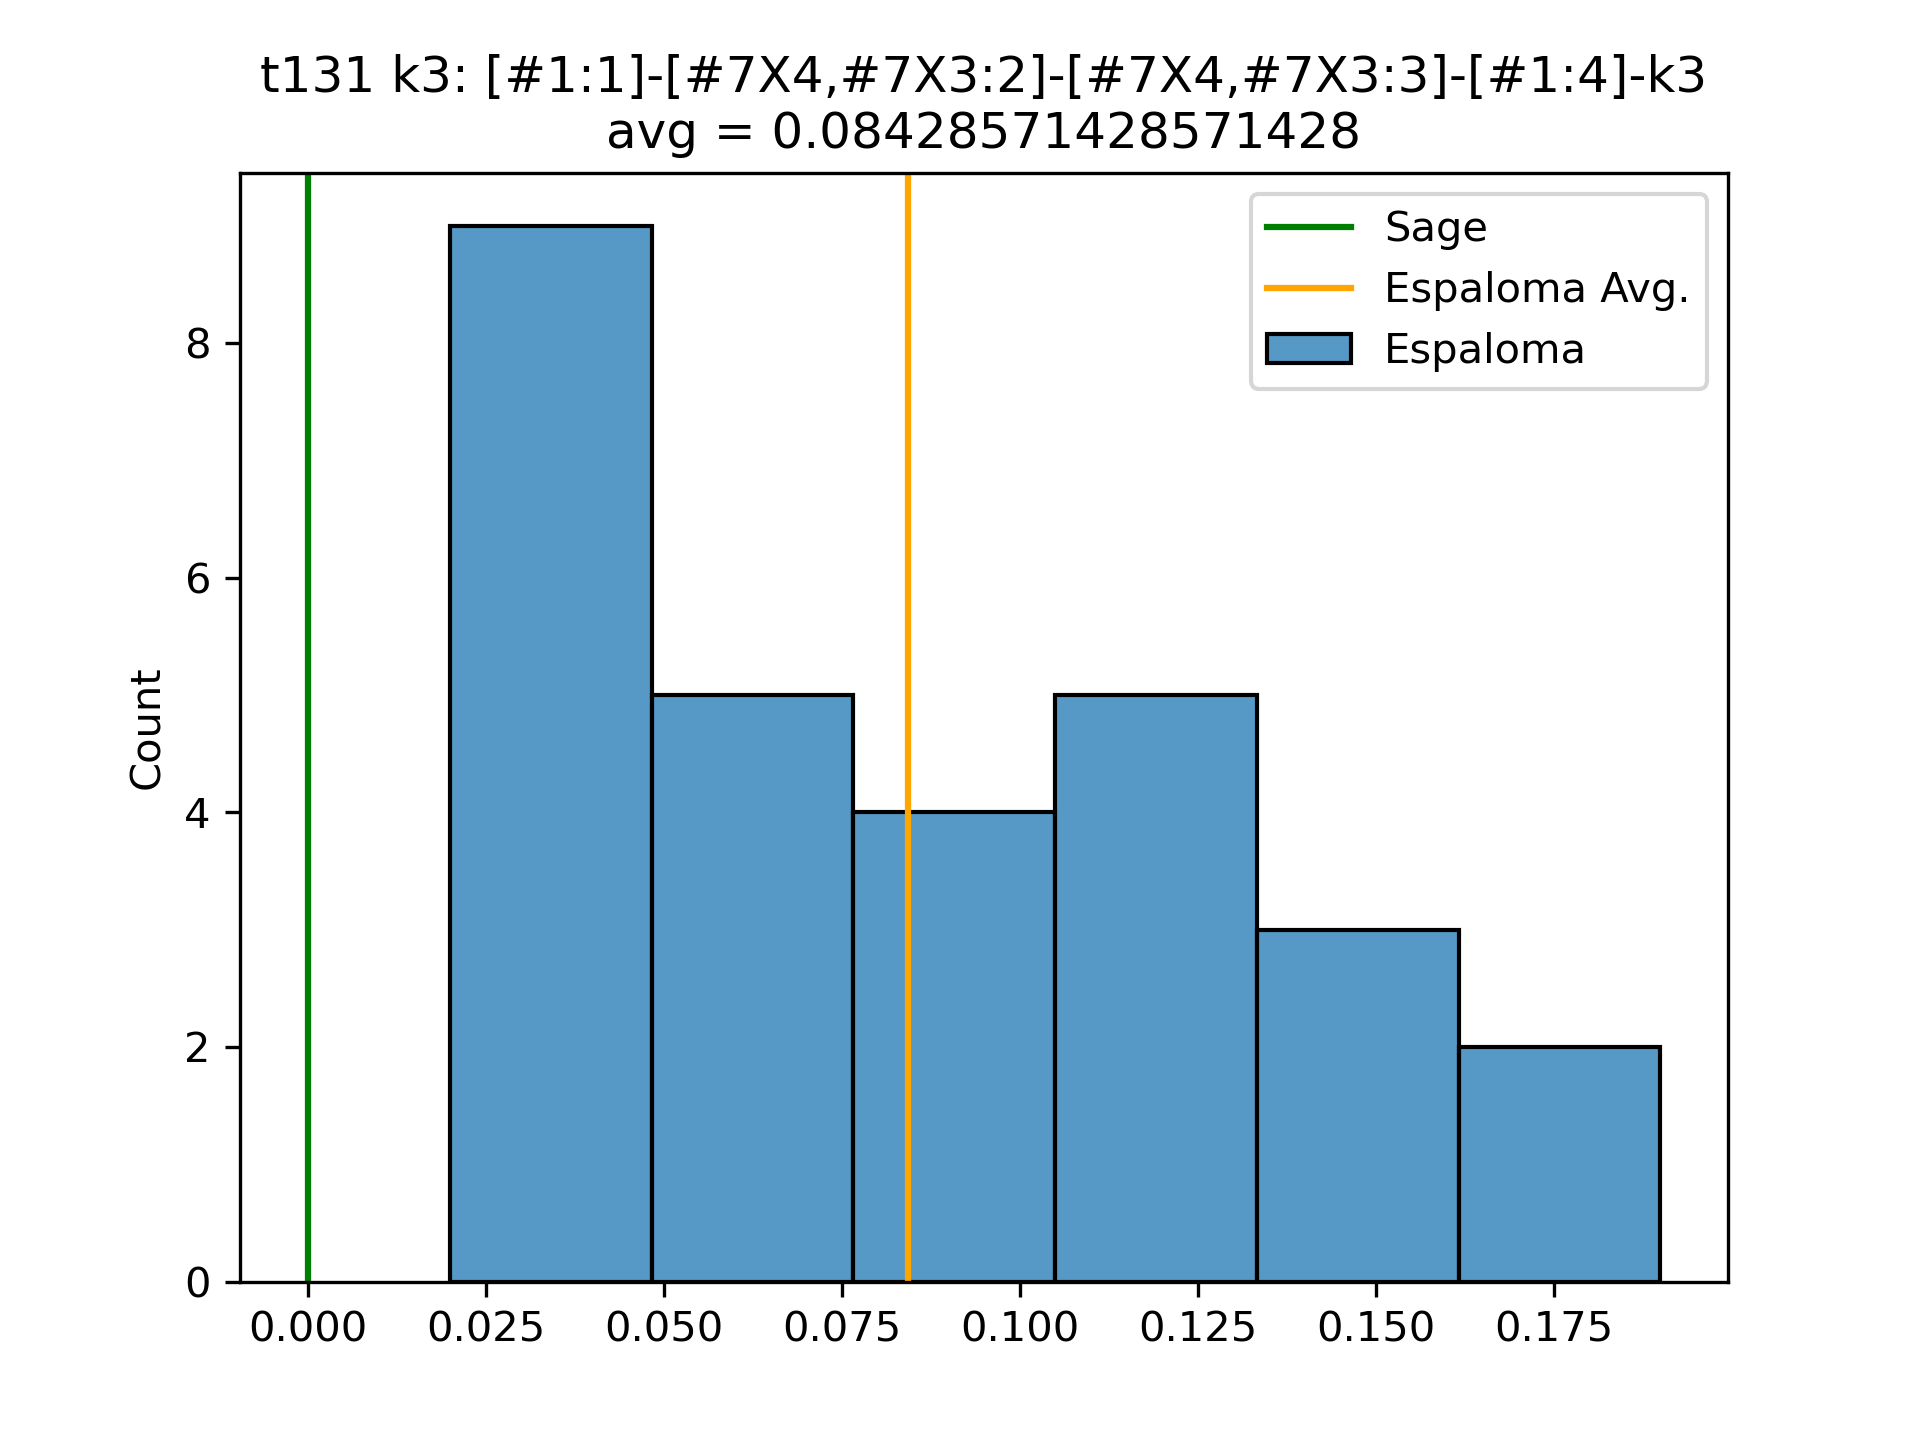 t131 k3: [#1:1]-[#7X4,#7X3:2]-[#7X4,#7X3:3]-[#1:4]-k3
avg = 0.08428571428571428
Sage
Espaloma Avg.
Espaloma
8
6
4
2
0
Count
0.000 0.025 0.050 0.075 0.100 0.125 0.150 0.175